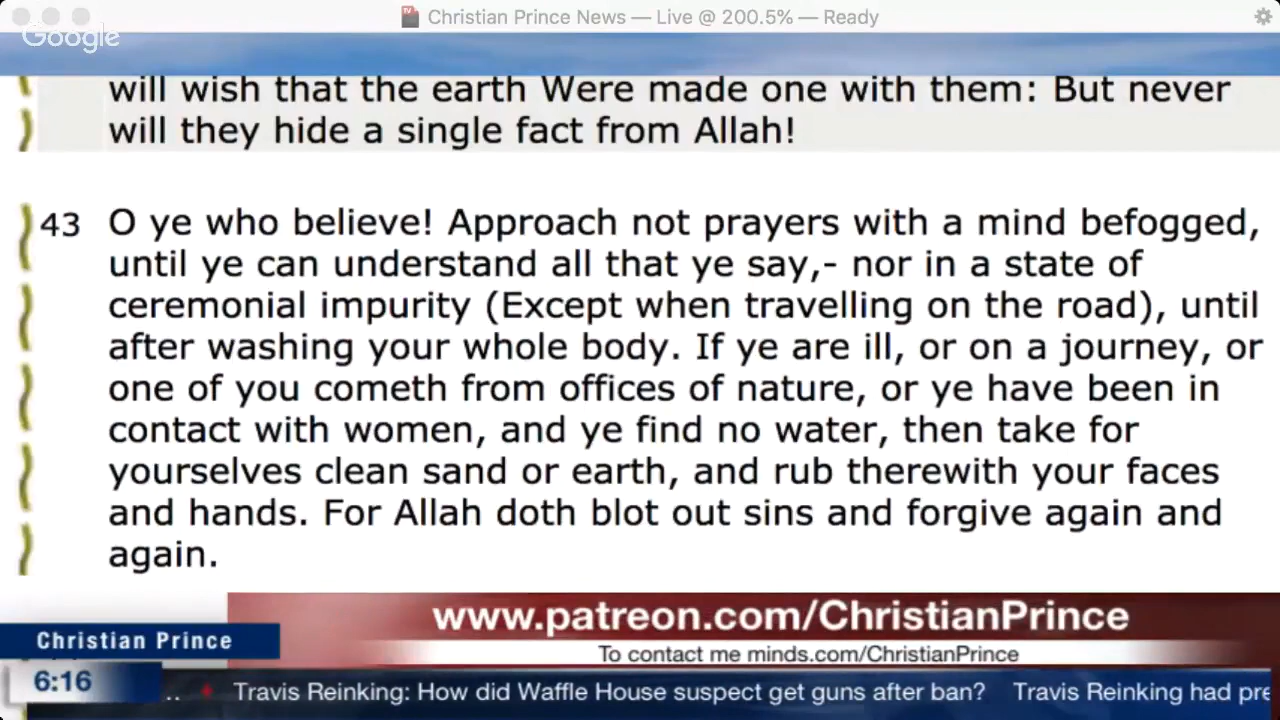 Christian Prince News — Live @ 200.5% — Ready
Google
will wish that the earth Were made one with them: But never
will they hide a single fact from Allah!
43 O ye who believe! Approach not prayers with a mind befogged,
until ye can understand all that ye say,- nor in a state of
ceremonial impurity (Except when travelling on the road), until
after washing your whole body. If ye are ill, or on a journey, or
one of you cometh from offices of nature, or ye have been in
contact with women, and ye find no water, then take for
yourselves clean sand or earth, and rub therewith your faces
and hands. For Allah doth blot out sins and forgive again and
again.
www.patreon.com/ChristianPrince
Christian Prince
To contact me minds.com/ChristianPrince
6:16 .. Travis Reinking: How did Waffle House suspect get guns after ban? Travis Reinking had pre